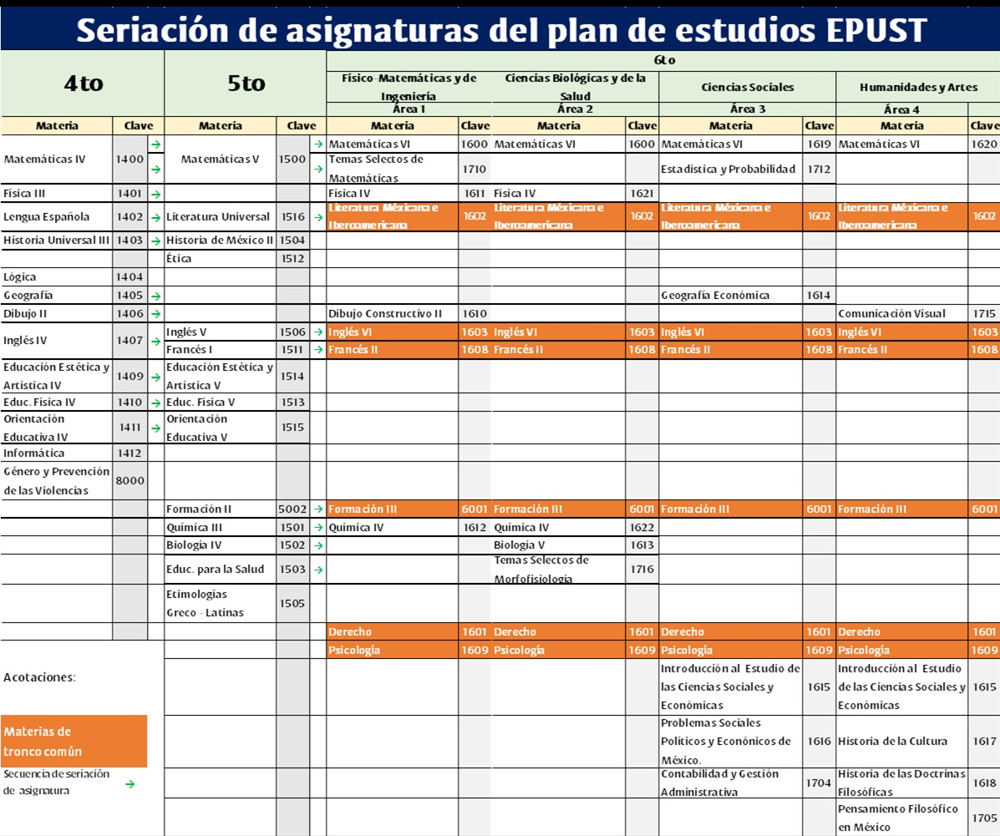 Seriación de asignaturas del plan de estudios EPUST
4to 5to 6to
Físico-Matemáticas y de Ingeniería Ciencias Biológicas y de la Salud Ciencias Sociales Humanidades y Artes
Área 1 Área 2 Área 3 Área 4
Materia Clave Materia Clave Materia Clave Materia Clave Materia Clave Materia Clave
Matemáticas IV 1400 → → Matemáticas V 1500 → Matemáticas VI 1600 Matemáticas VI 1600 Matemáticas VI 1619 Matemáticas VI 1620
→ Temas Selectos de Matemáticas 1710 Estadística y Probabilidad 1712
Física III 1401 → Física IV 1611 Física IV 1621
Lengua Española 1402 → Literatura Universal 1516 → Literatura Méxicana e Iberoamericana 1602 Literatura Méxicana e Iberoamericana 1602 Literatura Méxicana e Iberoamericana 1602 Literatura Méxicana e Iberoamericana 1602
Historia Universal III 1403 → Historia de México II 1504
Ética 1512
Lógica 1404
Geografía 1405 → Geografía Económica 1614
Dibujo II 1406 → Dibujo Constructivo II 1610 Comunicación Visual 1715
Inglés IV 1407 → Inglés V 1506 → Inglés VI 1603 Inglés VI 1603 Inglés VI 1603 Inglés VI 1603
Francés I 1511 → Francés II 1608 Francés II 1608 Francés II 1608 Francés II 1608
Educación Estética y Artística IV 1409 → Educación Estética y Artística V 1514
Educ. Física IV 1410 → Educ. Física V 1513
Orientación Educativa IV 1411 → Orientación Educativa V 1515
Informática 1412
Género y Prevención de las Violencias 8000
Formación II 5002 → Formación III 6001 Formación III 6001 Formación III 6001 Formación III 6001
Química III 1501 → Química IV 1612 Química IV 1622
Biología IV 1502 → Biología V 1613
Educ. para la Salud 1503 → Temas Selectos de Morfofisiología 1716
Etimologías Greco - Latinas 1505
Derecho 1601 Derecho 1601 Derecho 1601 Derecho 1601
Psicología 1609 Psicología 1609 Psicología 1609 Psicología 1609
Acotaciones: Introducción al Estudio de las Ciencias Sociales y Económicas 1615 Introducción al Estudio de las Ciencias Sociales y Económicas 1615
Materias de tronco común Problemas Sociales Políticos y Económicos de México. 1616 Historia de la Cultura 1617
Secuencia de seriación de asignatura → Contabilidad y Gestión Administrativa 1704 Historia de las Doctrinas Filosóficas 1618
Pensamiento Filosófico en México 1705